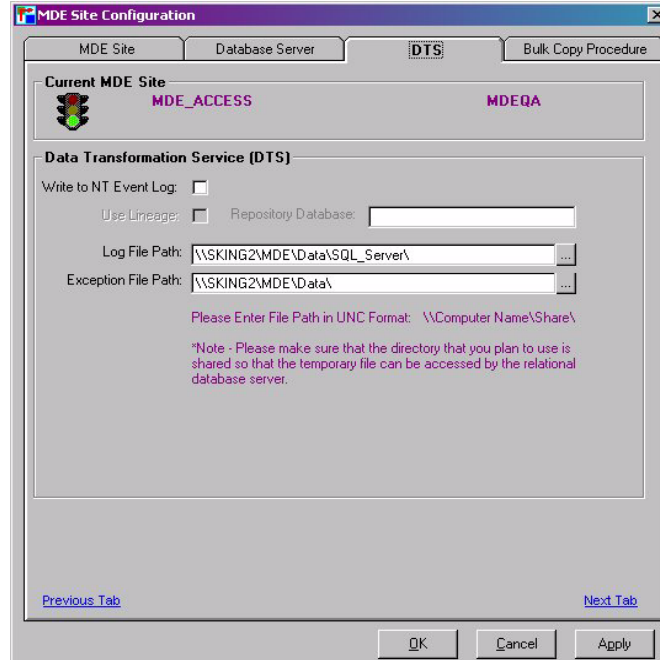 MDE Site Configuration
MDE Site Database Server DTS Bulk Copy Procedure
Current MDE Site
MDE_ACCESS MDEQA
Data Transformation Service (DTS)
Write to NT Event Log:
Use Lineage: Repository Database:
Log File Path: \\SKING2\MDE\Data\SQL_Server\ ...
Exception File Path: \\SKING2\MDE\Data\ ...
Please Enter File Path in UNC Format: \\Computer Name\Share\
*Note - Please make sure that the directory that you plan to use is
shared so that the temporary file can be accessed by the relational
database server.
Previous Tab Next Tab
OK Cancel Apply